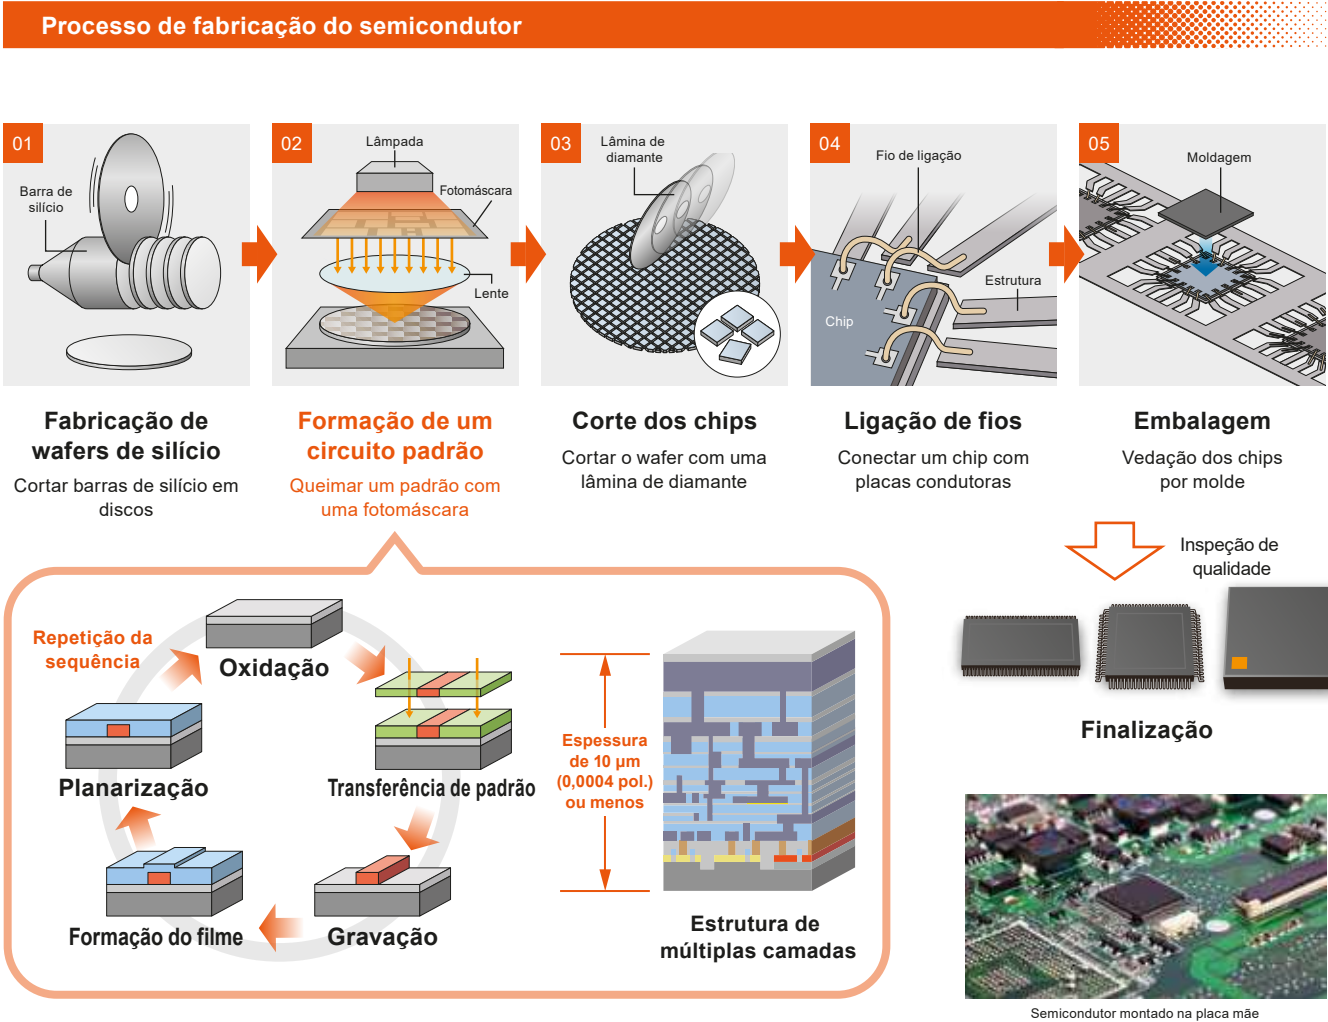 Processo de fabricação do semicondutor
01
Barra de
silício
02
Lâmpada
Fotomáscara
Lente
03
Lâmina de
diamante
04
Fio de ligação
Estrutura
Chip
05
Moldagem
Fabricação de
wafers de silício
Cortar barras de silício em
discos
Formação de um
circuito padrão
Queimar um padrão com
uma fotomáscara
Corte dos chips
Cortar o wafer com uma
lâmina de diamante
Ligação de fios
Conectar um chip com
placas condutoras
Embalagem
Vedação dos chips
por molde
Inspeção de
qualidade
Finalização
Repetição da
sequência
Oxidação
Transferência de padrão
Gravação
Formação do filme
Planarização
Espessura
de 10 μm
(0,0004 pol.)
ou menos
Estrutura de
múltiplas camadas
Semicondutor montado na placa mãe